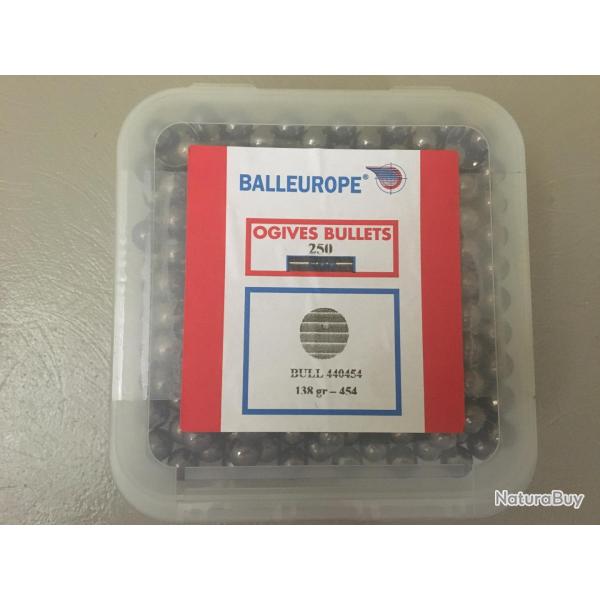 BALLEUROPE®
OGIVES BULLETS
250
BULL 440454
138 gr – 454
NaturaBuy